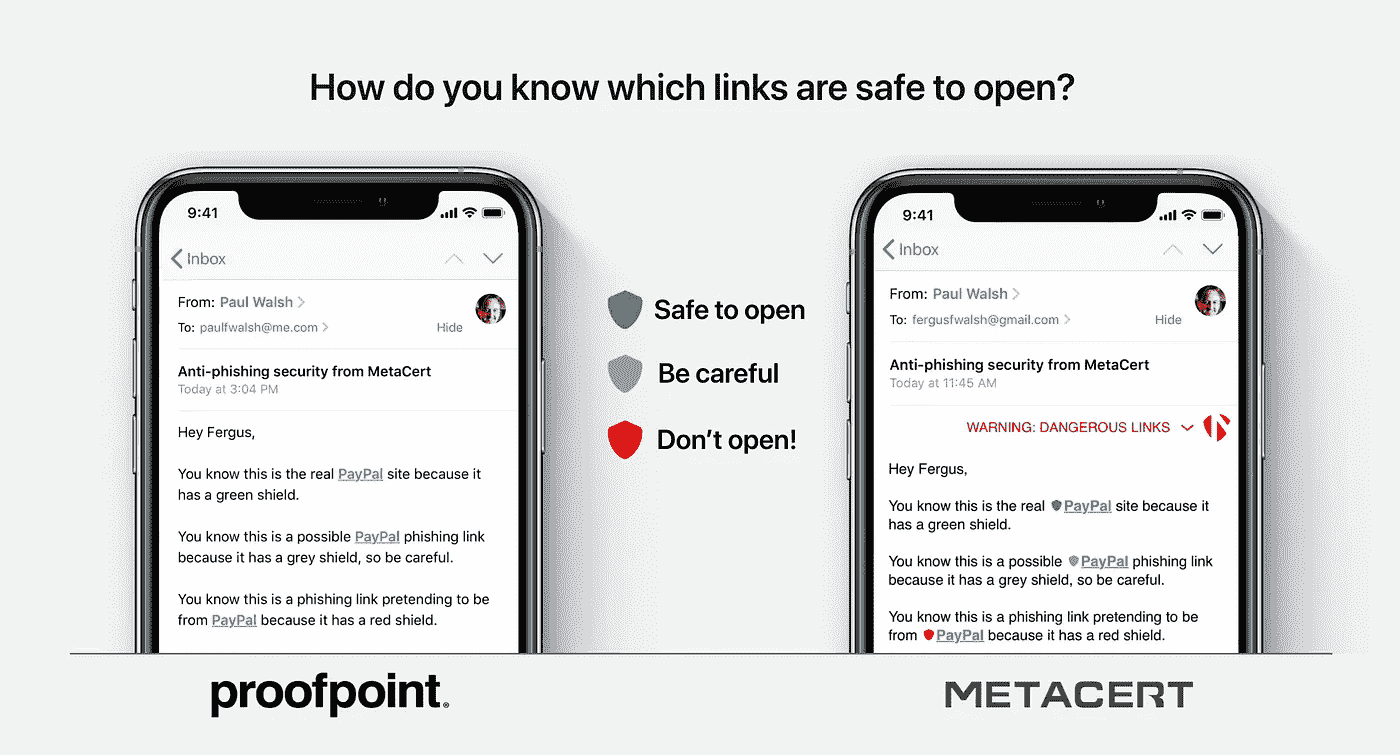 How do you know which links are safe to open?
9:41
Inbox
From: Paul Walsh
To: paulfwalsh@me.com
Hide
Anti-phishing security from MetaCert
Today at 3:04 PM
Hey Fergus,
You know this is the real PayPal site because it
has a green shield.
You know this is a possible PayPal phishing link
because it has a grey shield, so be careful.
You know this is a phishing link pretending to be
from PayPal because it has a red shield.
proofpoint®
Safe to open
Be careful
Don't open!
9:41
Inbox
From: Paul Walsh
To: fergusfwalsh@gmail.com
Hide
Anti-phishing security from MetaCert
Today at 11:45 AM
WARNING: DANGEROUS LINKS
Hey Fergus,
You know this is the real PayPal site because it
has a green shield.
You know this is a possible PayPal phishing link
because it has a grey shield, so be careful.
You know this is a phishing link pretending to be
from PayPal because it has a red shield.
METACERT